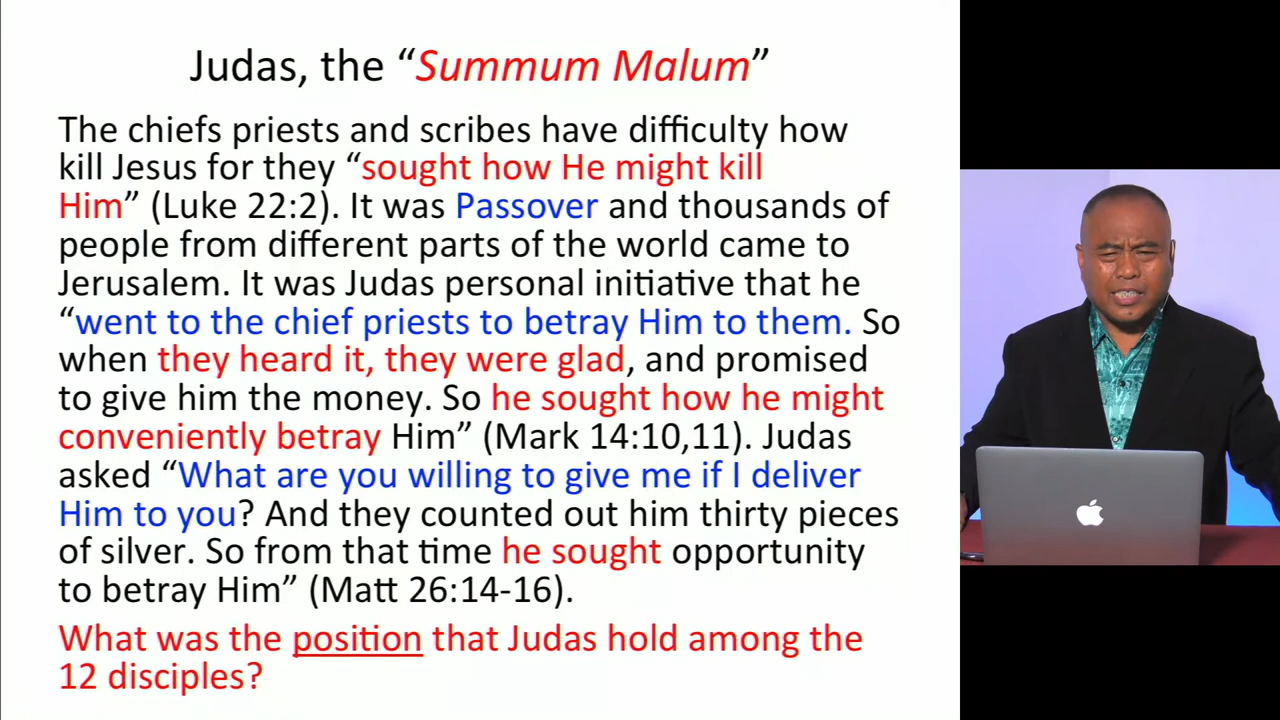 Judas, the “Summum Malum”
The chiefs priests and scribes have difficulty how
kill Jesus for they “sought how He might kill
Him” (Luke 22:2). It was Passover and thousands of
people from different parts of the world came to
Jerusalem. It was Judas personal initiative that he
“went to the chief priests to betray Him to them. So
when they heard it, they were glad, and promised
to give him the money. So he sought how he might
conveniently betray Him” (Mark 14:10,11). Judas
asked “What are you willing to give me if I deliver
Him to you? And they counted out him thirty pieces
of silver. So from that time he sought opportunity
to betray Him” (Matt 26:14-16).
What was the position that Judas hold among the
12 disciples?